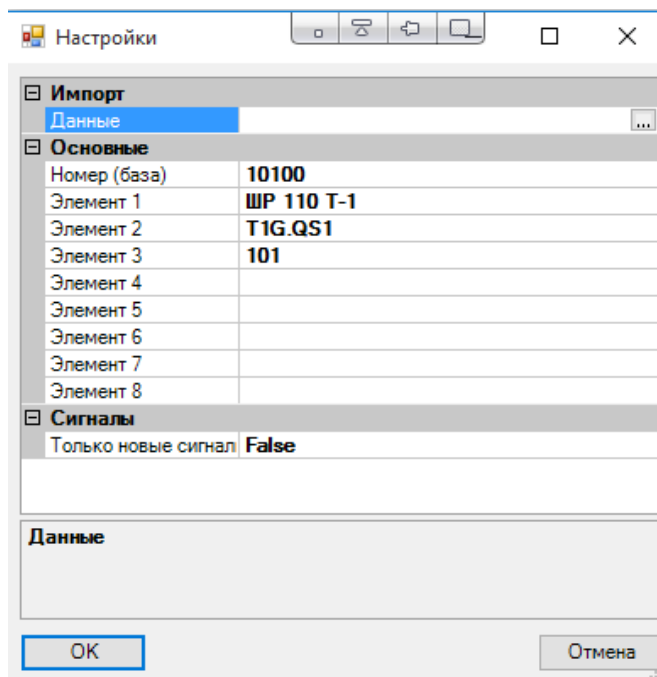 Настройки
Импорт
Данные ...
Основные
Номер (база) 10100
Элемент 1 ШР 110 Т-1
Элемент 2 T1G.QS1
Элемент 3 101
Элемент 4
Элемент 5
Элемент 6
Элемент 7
Элемент 8
Сигналы
Только новые сигнал False
Данные
OK Отмена